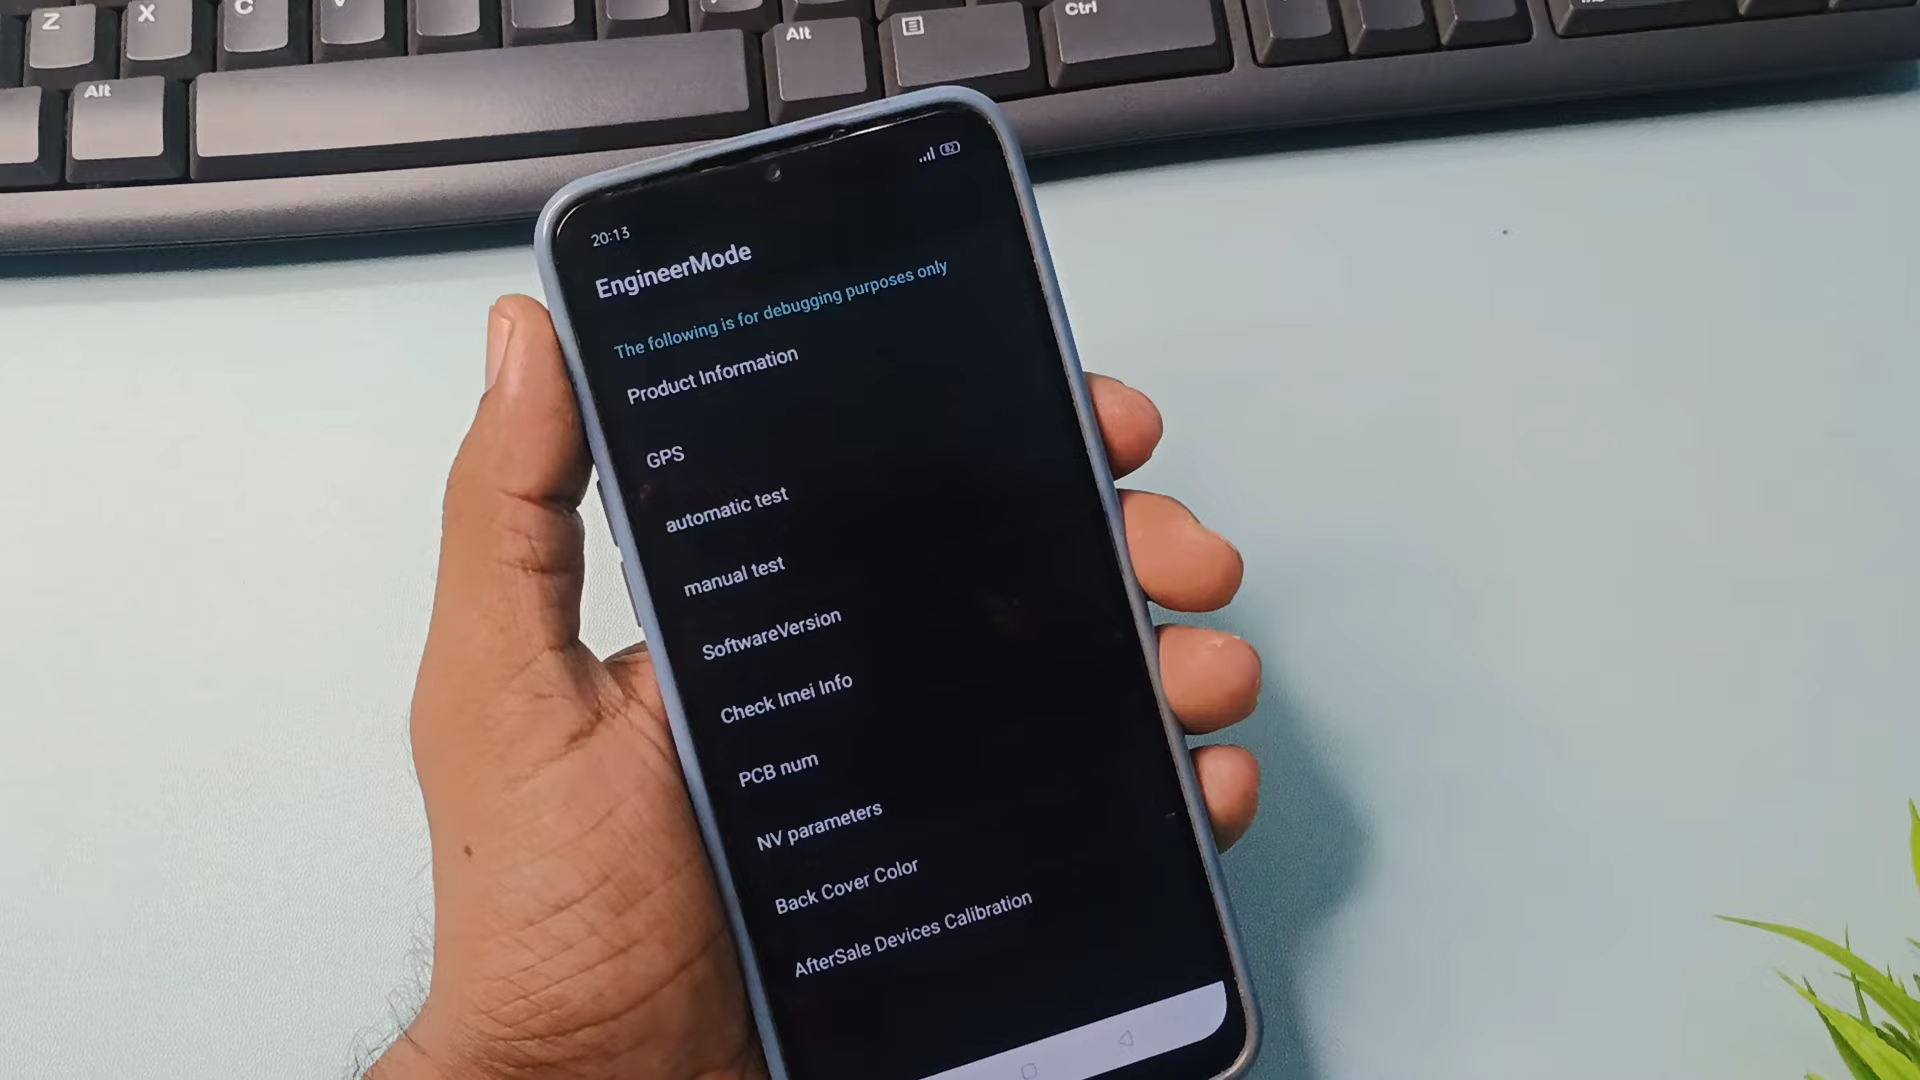 Z X C V
Alt Alt Ctrl
20:13 82
EngineerMode
The following is for debugging purposes only
Product Information
GPS
automatic test
manual test
SoftwareVersion
Check Imei Info
PCB num
NV parameters
Back Cover Color
AfterSale Devices Calibration